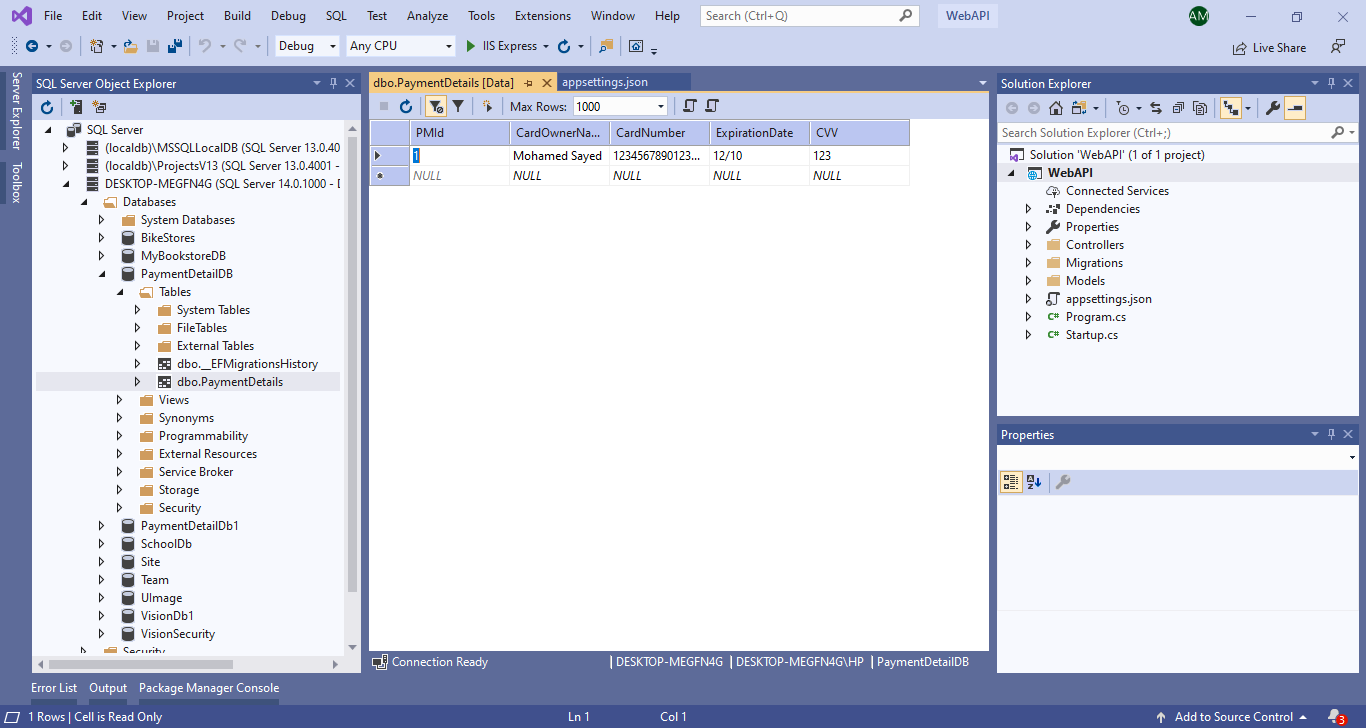 File Edit View Project Build Debug SQL Test Analyze Tools Extensions Window Help Search (Ctrl+Q) WebAPI AM
Debug Any CPU IIS Express Live Share
Server Explorer
Toolbox
SQL Server Object Explorer
SQL Server
(localdb)\MSSQLLocalDB (SQL Server 13.0.40
(localdb)\ProjectsV13 (SQL Server 13.0.4001 -
DESKTOP-MEGFN4G (SQL Server 14.0.1000 - D
Databases
System Databases
BikeStores
MyBookstoreDB
PaymentDetailDB
Tables
System Tables
FileTables
External Tables
dbo.__EFMigrationsHistory
dbo.PaymentDetails
Views
Synonyms
Programmability
External Resources
Service Broker
Storage
Security
PaymentDetailDb1
SchoolDb
Site
Team
UImage
VisionDb1
VisionSecurity
Security
dbo.PaymentDetails [Data] appsettings.json
Max Rows: 1000
PMId CardOwnerNa... CardNumber ExpirationDate CVV
1 Mohamed Sayed 1234567890123... 12/10 123
NULL NULL NULL NULL NULL
Connection Ready | DESKTOP-MEGFN4G | DESKTOP-MEGFN4G\HP | PaymentDetailDB
Solution Explorer
Search Solution Explorer (Ctrl+;)
Solution 'WebAPI' (1 of 1 project)
WebAPI
Connected Services
Dependencies
Properties
Controllers
Migrations
Models
appsettings.json
C# Program.cs
C# Startup.cs
Properties
Error List Output Package Manager Console
1 Rows | Cell is Read Only Ln 1 Col 1 Add to Source Control 3